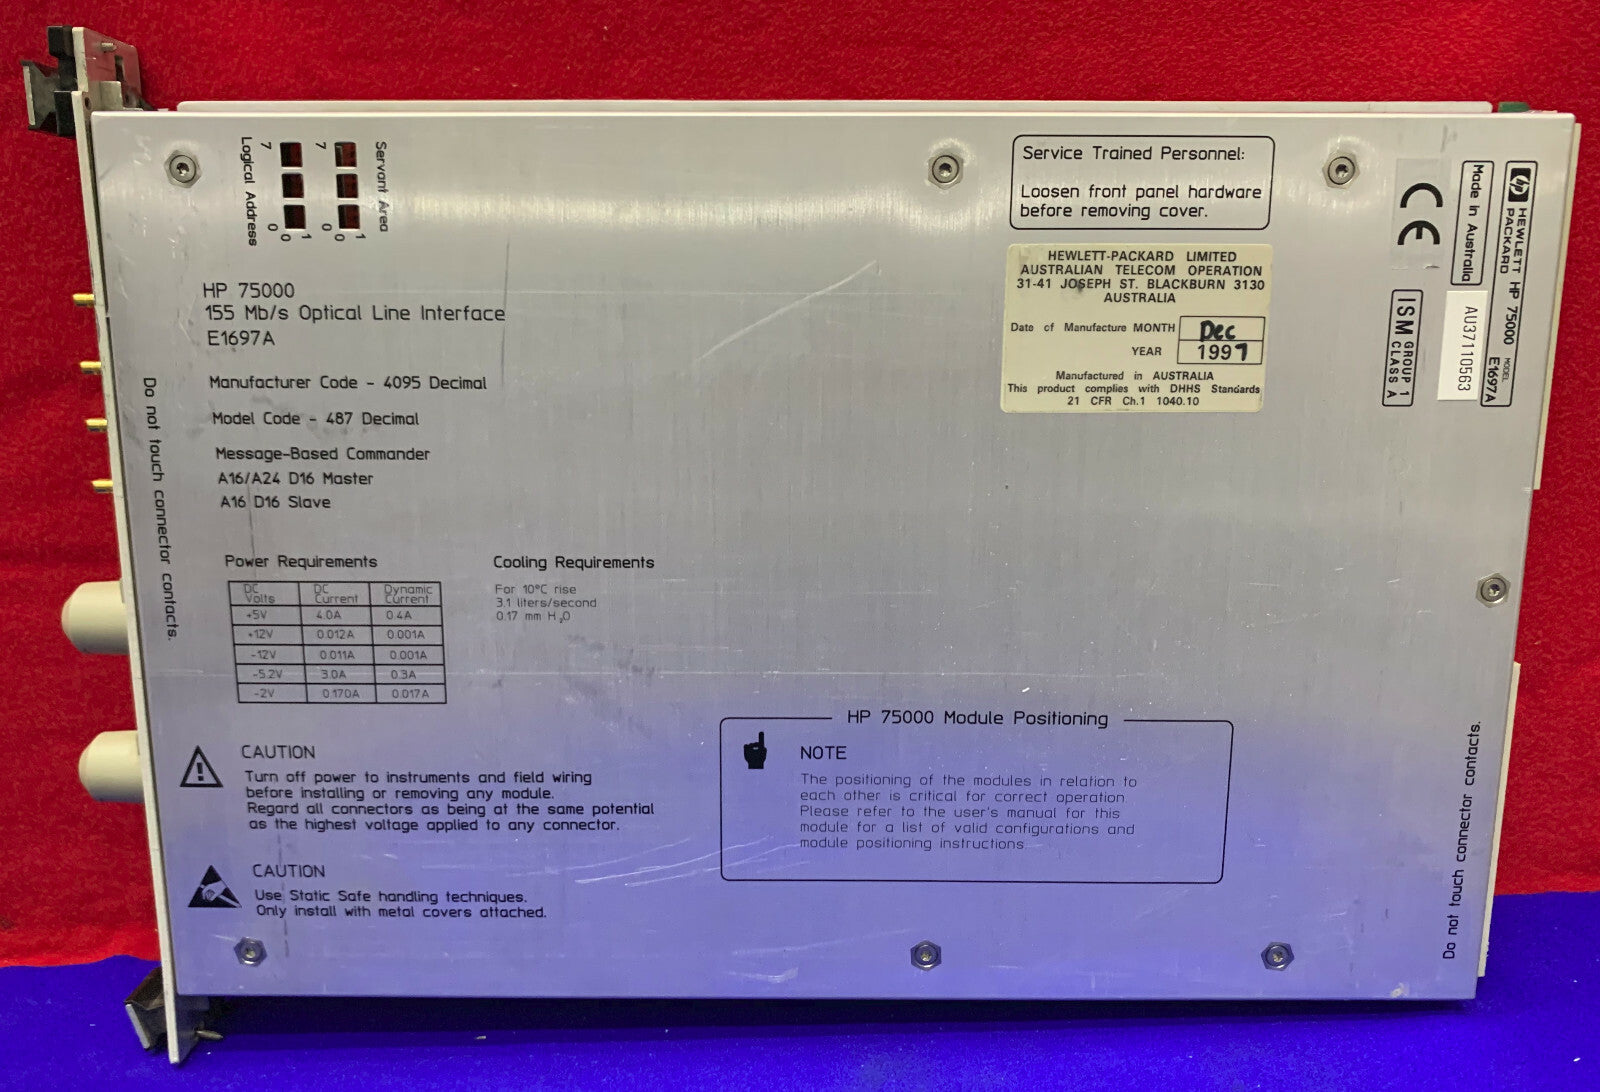 Servant Area
7
1
0
0
7
1
0
0
Logical Address
Service Trained Personnel:
Loosen front panel hardware
before removing cover.
HEWLETT-PACKARD LIMITED
AUSTRALIAN TELECOM OPERATION
31-41 JOSEPH ST. BLACKBURN 3130
AUSTRALIA
Date of Manufacture MONTH Dec
YEAR 1997
Manufactured in AUSTRALIA
This product complies with DHHS Standards
21 CFR Ch.1 1040.10
hp HEWLETT PACKARD HP 75000 MODEL E1697A
Made in Australia
AU37110563
CE
ISM GROUP 1
CLASS A
HP 75000
155 Mb/s Optical Line Interface
E1697A
Manufacturer Code - 4095 Decimal
Model Code - 487 Decimal
Message-Based Commander
A16/A24 D16 Master
A16 D16 Slave
Do not touch connector contacts.
Power Requirements
DC Volts DC Current Dynamic Current
+5V 4.0A 0.4A
+12V 0.012A 0.001A
-12V 0.011A 0.001A
-5.2V 3.0A 0.3A
-2V 0.170A 0.017A
Cooling Requirements
For 10°C rise
3.1 liters/second
0.17 mm H₂O
CAUTION
Turn off power to instruments and field wiring
before installing or removing any module.
Regard all connectors as being at the same potential
as the highest voltage applied to any connector.
CAUTION
Use Static Safe handling techniques.
Only install with metal covers attached.
HP 75000 Module Positioning
NOTE
The positioning of the modules in relation to
each other is critical for correct operation
Please refer to the user's manual for this
module for a list of valid configurations and
module positioning instructions.
Do not touch connector contacts.